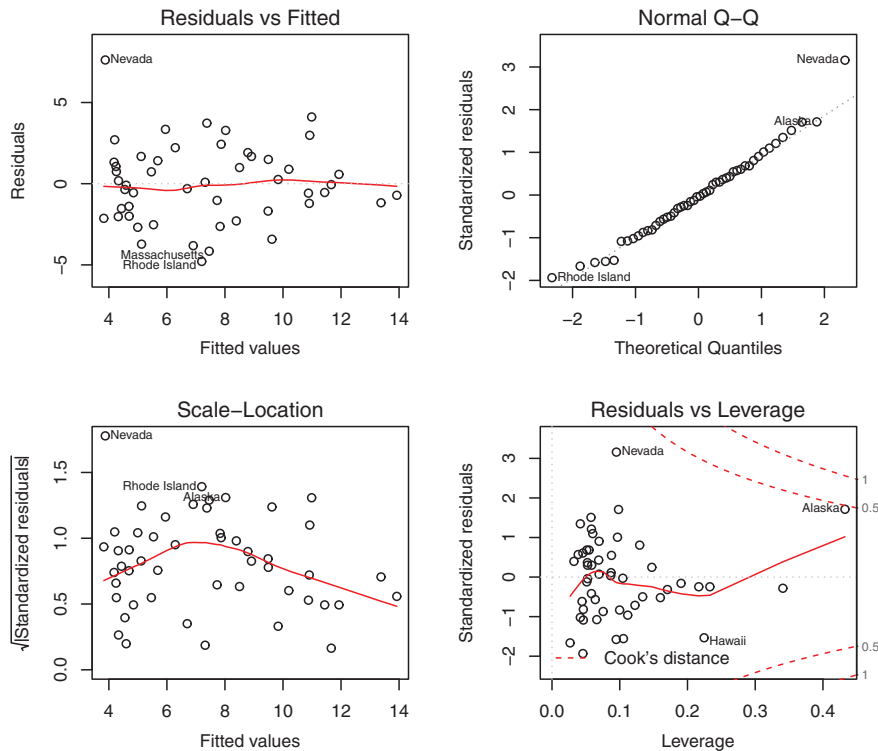 Residuals vs Fitted
Residuals
5
0
−5
Nevada
Massachusetts
Rhode Island
4 6 8 10 12 14
Fitted values
Normal Q−Q
Standardized residuals
3
2
1
0
−1
−2
Nevada
Alaska
Rhode Island
−2 −1 0 1 2
Theoretical Quantiles
Scale−Location
√|Standardized residuals|
1.5
1.0
0.5
0.0
Nevada
Rhode Island
Alaska
4 6 8 10 12 14
Fitted values
Residuals vs Leverage
Standardized residuals
3
2
1
0
−1
−2
Nevada
Alaska
Hawaii
Cook's distance
1
0.5
0.5
1
0.0 0.1 0.2 0.3 0.4
Leverage